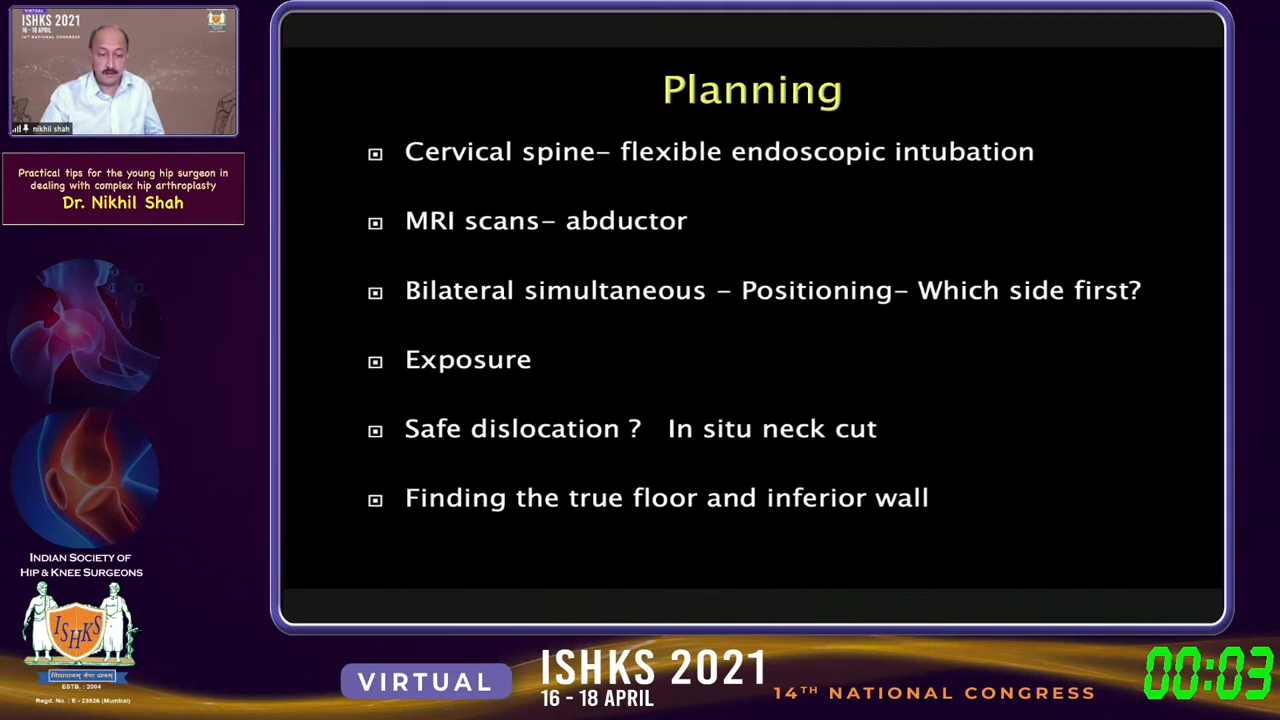 VIRTUAL
ISHKS 2021
16 - 18 APRIL
14TH NATIONAL CONGRESS
nikhil shah
Practical tips for the young hip surgeon in
dealing with complex hip arthroplasty
Dr. Nikhil Shah
INDIAN SOCIETY OF
HIP & KNEE SURGEONS
ISHKS
ESTB. : 2004
Regd. No. : E - 23526 (Mumbai)
Planning
Cervical spine– flexible endoscopic intubation
MRI scans– abductor
Bilateral simultaneous – Positioning– Which side first?
Exposure
Safe dislocation ? In situ neck cut
Finding the true floor and inferior wall
VIRTUAL
ISHKS 2021
16 - 18 APRIL
14TH NATIONAL CONGRESS
00:03